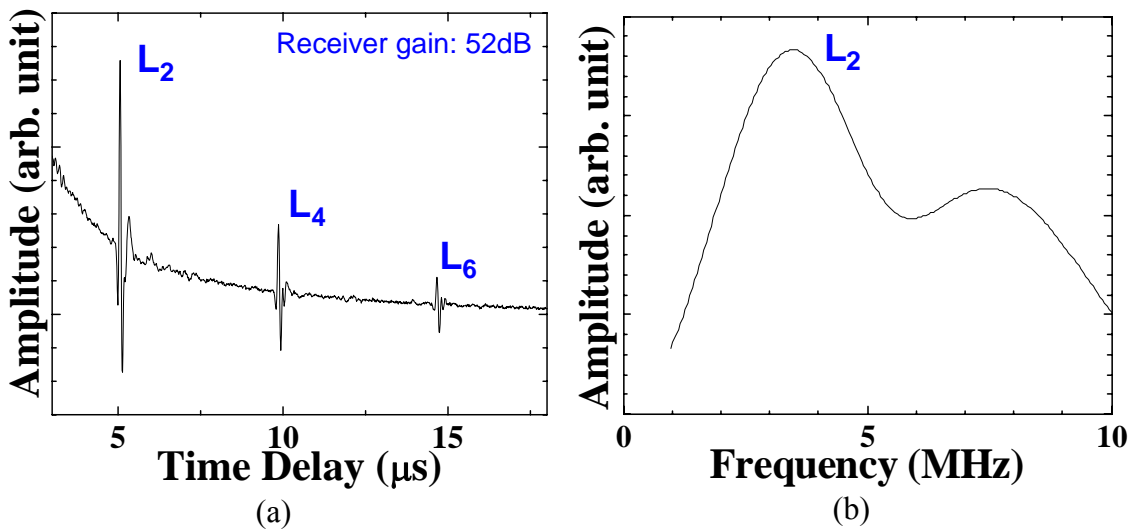 Receiver gain: 52dB
L2
L4
L6
Amplitude (arb. unit)
5 10 15
Time Delay (μs)
(a)
L2
Amplitude (arb. unit)
0 5 10
Frequency (MHz)
(b)